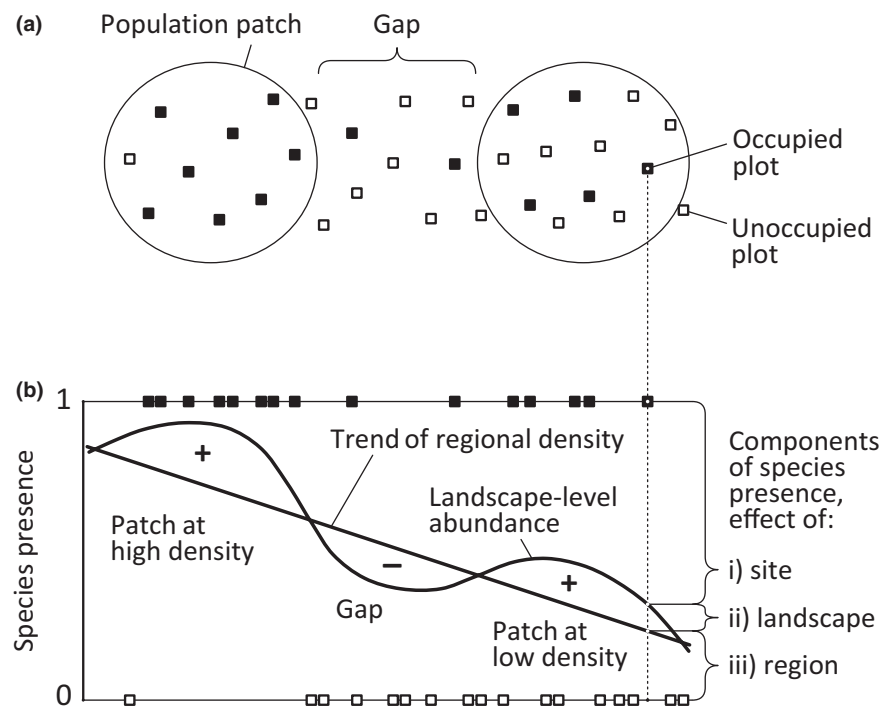 (a)
Population patch
Gap
Occupied
plot
Unoccupied
plot
(b)
1
Species presence
0
+
Trend of regional density
Landscape-level
abundance
Patch at
high density
−
Gap
+
Patch at
low density
Components
of species
presence,
effect of:
i) site
ii) landscape
iii) region